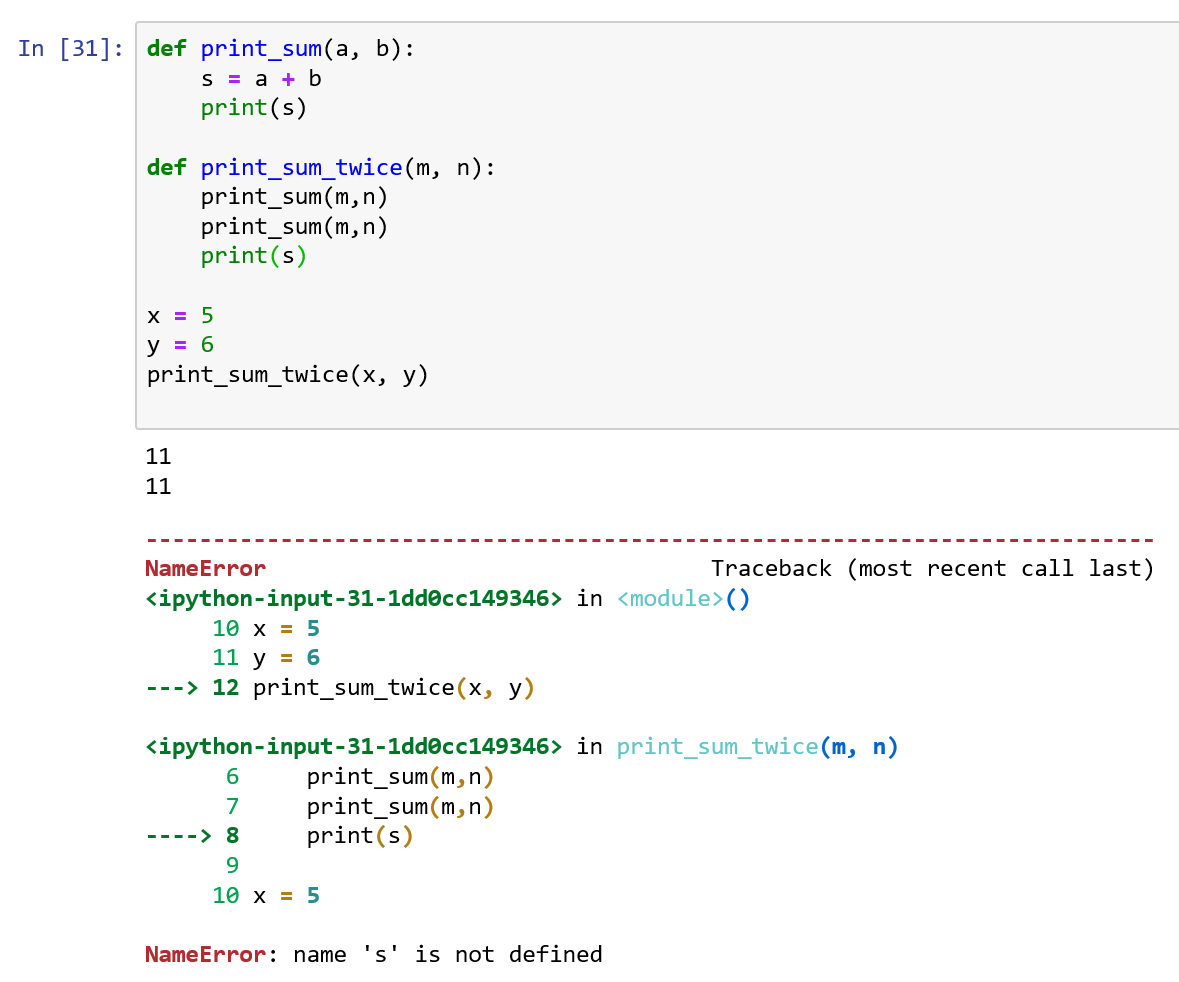 In [31]: def print_sum(a, b):
    s = a + b
    print(s)

def print_sum_twice(m, n):
    print_sum(m,n)
    print_sum(m,n)
    print(s)

x = 5
y = 6
print_sum_twice(x, y)

11
11

---------------------------------------------------------------------------
NameError                                 Traceback (most recent call last)
<ipython-input-31-1dd0cc149346> in <module>()
     10 x = 5
     11 y = 6
---> 12 print_sum_twice(x, y)

<ipython-input-31-1dd0cc149346> in print_sum_twice(m, n)
      6     print_sum(m,n)
      7     print_sum(m,n)
----> 8     print(s)
      9
     10 x = 5

NameError: name 's' is not defined